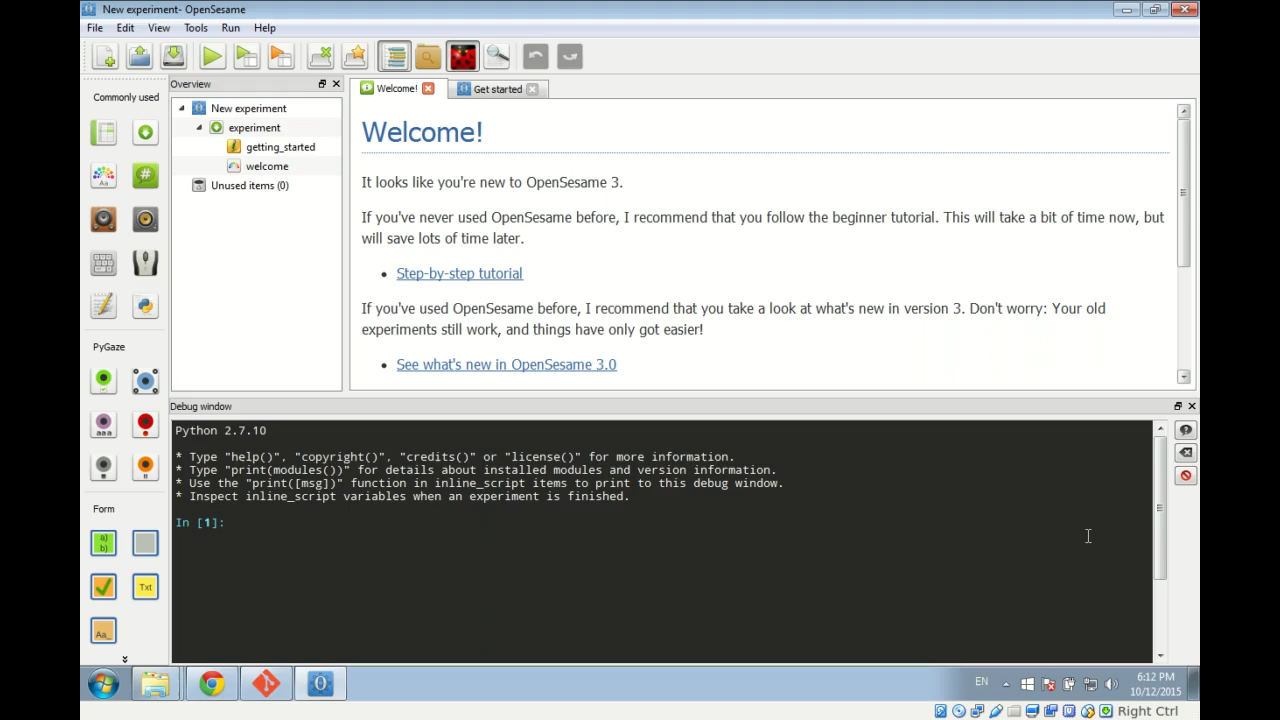 New experiment- OpenSesame
File Edit View Tools Run Help
Overview
Welcome!
Get started
Commonly used
New experiment
experiment
getting_started
welcome
Unused items (0)
Welcome!
It looks like you're new to OpenSesame 3.
If you've never used OpenSesame before, I recommend that you follow the beginner tutorial. This will take a bit of time now, but
will save lots of time later.
• Step-by-step tutorial
If you've used OpenSesame before, I recommend that you take a look at what's new in version 3. Don't worry: Your old
experiments still work, and things have only got easier!
• See what's new in OpenSesame 3.0
Aa
PyGaze
aaa
Form
a)
b)
Txt
Aa_
Debug window
Python 2.7.10
* Type "help()", "copyright()", "credits()" or "license()" for more information.
* Type "print(modules())" for details about installed modules and version information.
* Use the "print([msg])" function in inline_script items to print to this debug window.
* Inspect inline_script variables when an experiment is finished.
In [1]:
EN
6:12 PM
10/12/2015
Right Ctrl